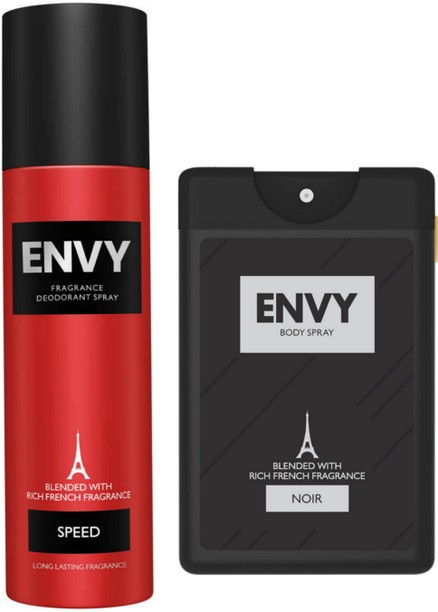 ENVY
FRAGRANCE
DEODORANT SPRAY
BLENDED WITH
RICH FRENCH FRAGRANCE
SPEED
LONG LASTING FRAGRANCE
ENVY
BODY SPRAY
BLENDED WITH
RICH FRENCH FRAGRANCE
NOIR